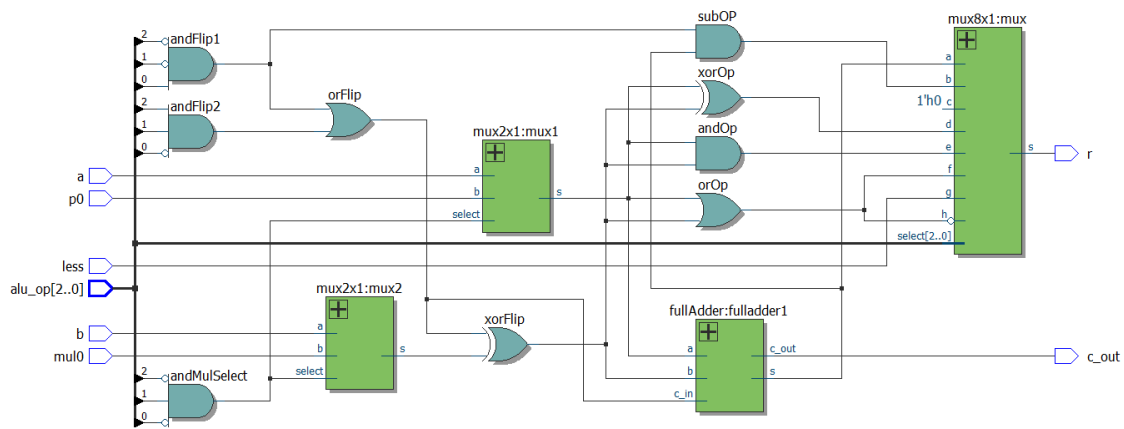 subOP
mux8x1:mux
andFlip1
2
1
0
a
b
1'h0
c
d
e
f
g
h
select[2..0]
s
r
xorOp
andFlip2
2
1
0
orFlip
andOp
mux2x1:mux1
a
b
select
s
orOp
a
p0
less
alu_op[2..0]
mux2x1:mux2
a
b
select
s
xorFlip
fullAdder:fulladder1
a
b
c_in
c_out
s
b
mul0
c_out
andMulSelect
2
1
0